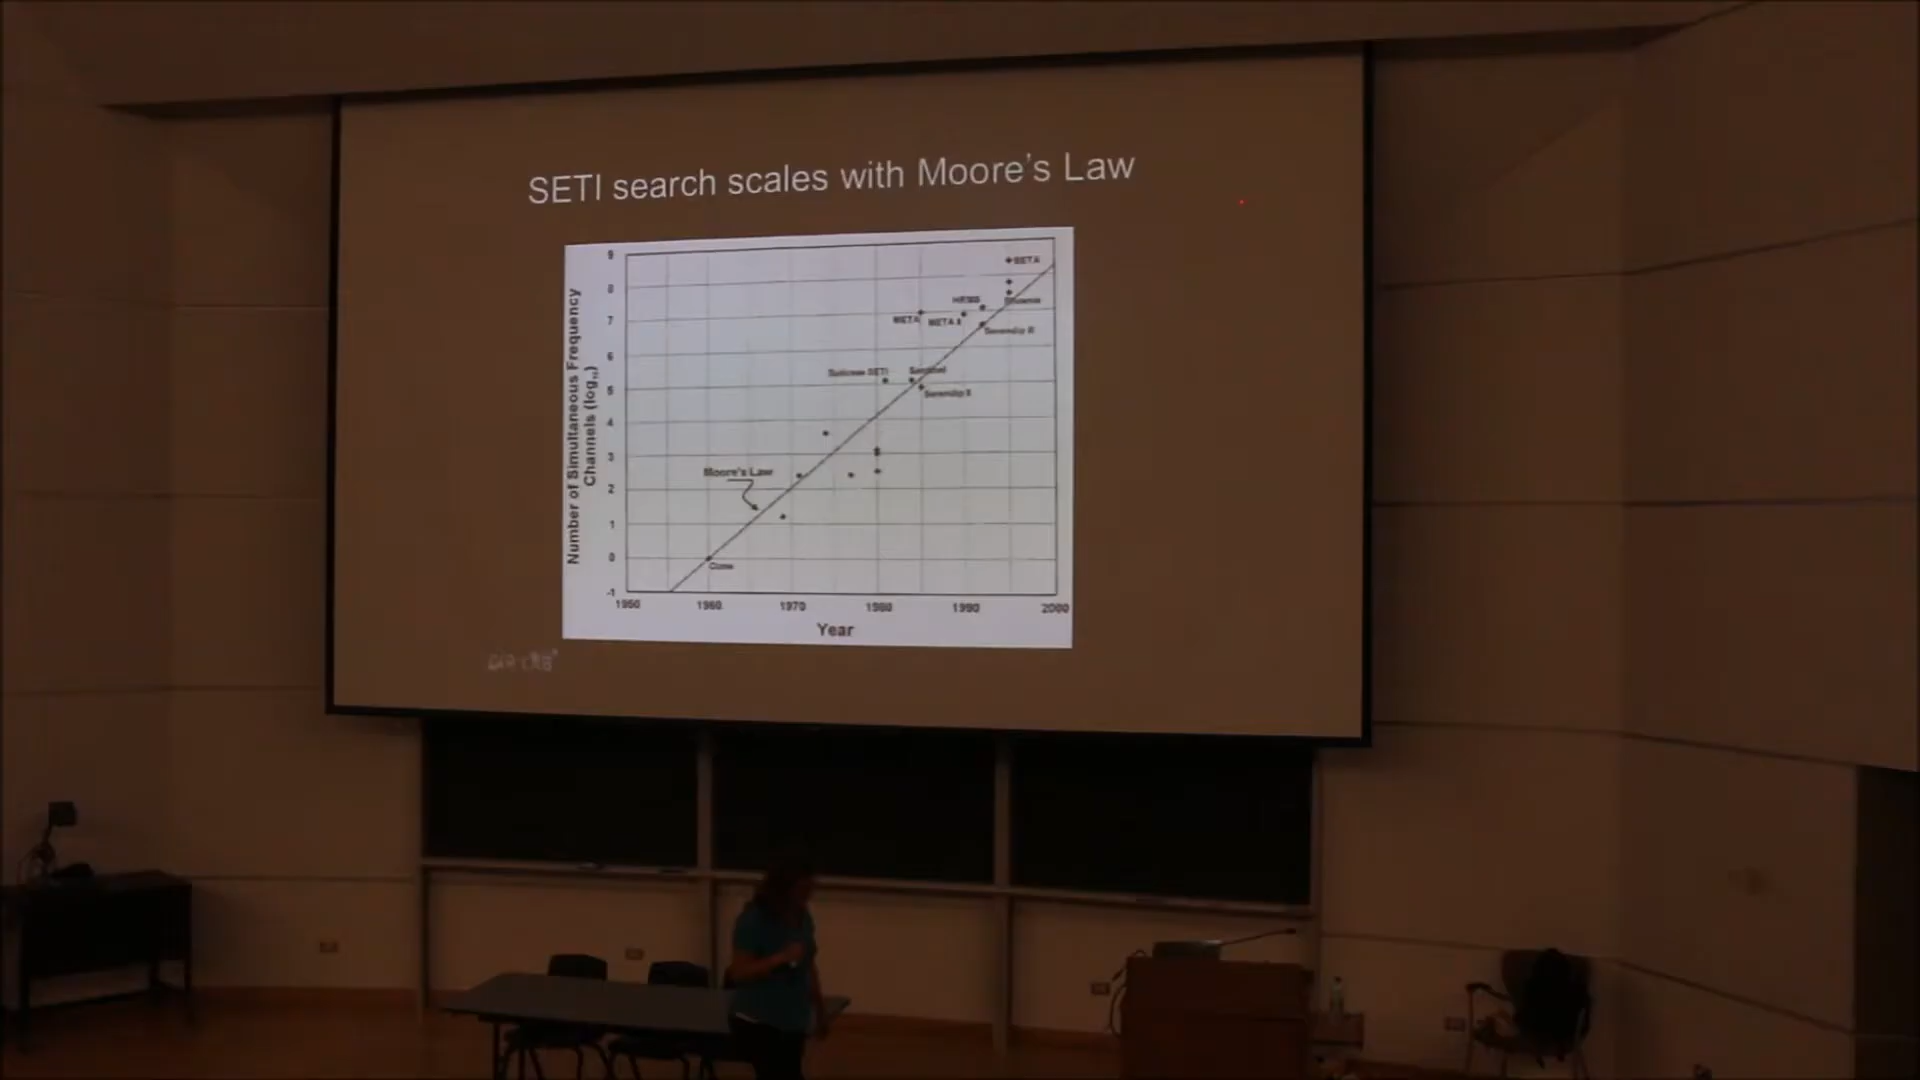 SETI search scales with Moore's Law
Number of Simultaneous Frequency
Channels (log₁₀)
9
8
7
6
5
4
3
2
1
0
-1
BETA
HRMS
Phoenix
META
META II
Serendip III
Suitcase SETI
Sentinel
Serendip II
Moore's Law
Ozma
1950
1960
1970
1980
1990
2000
Year